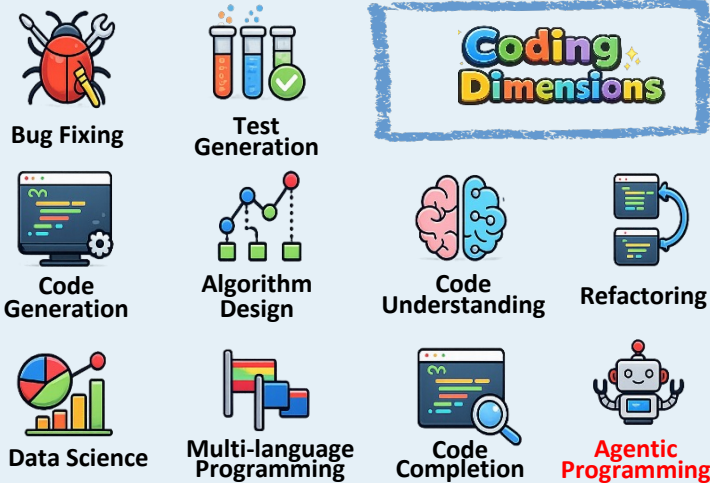 Coding
Dimensions
Bug Fixing
Test
Generation
Code
Generation
Algorithm
Design
Code
Understanding
Refactoring
Data Science
Multi-language
Programming
Code
Completion
Agentic
Programming